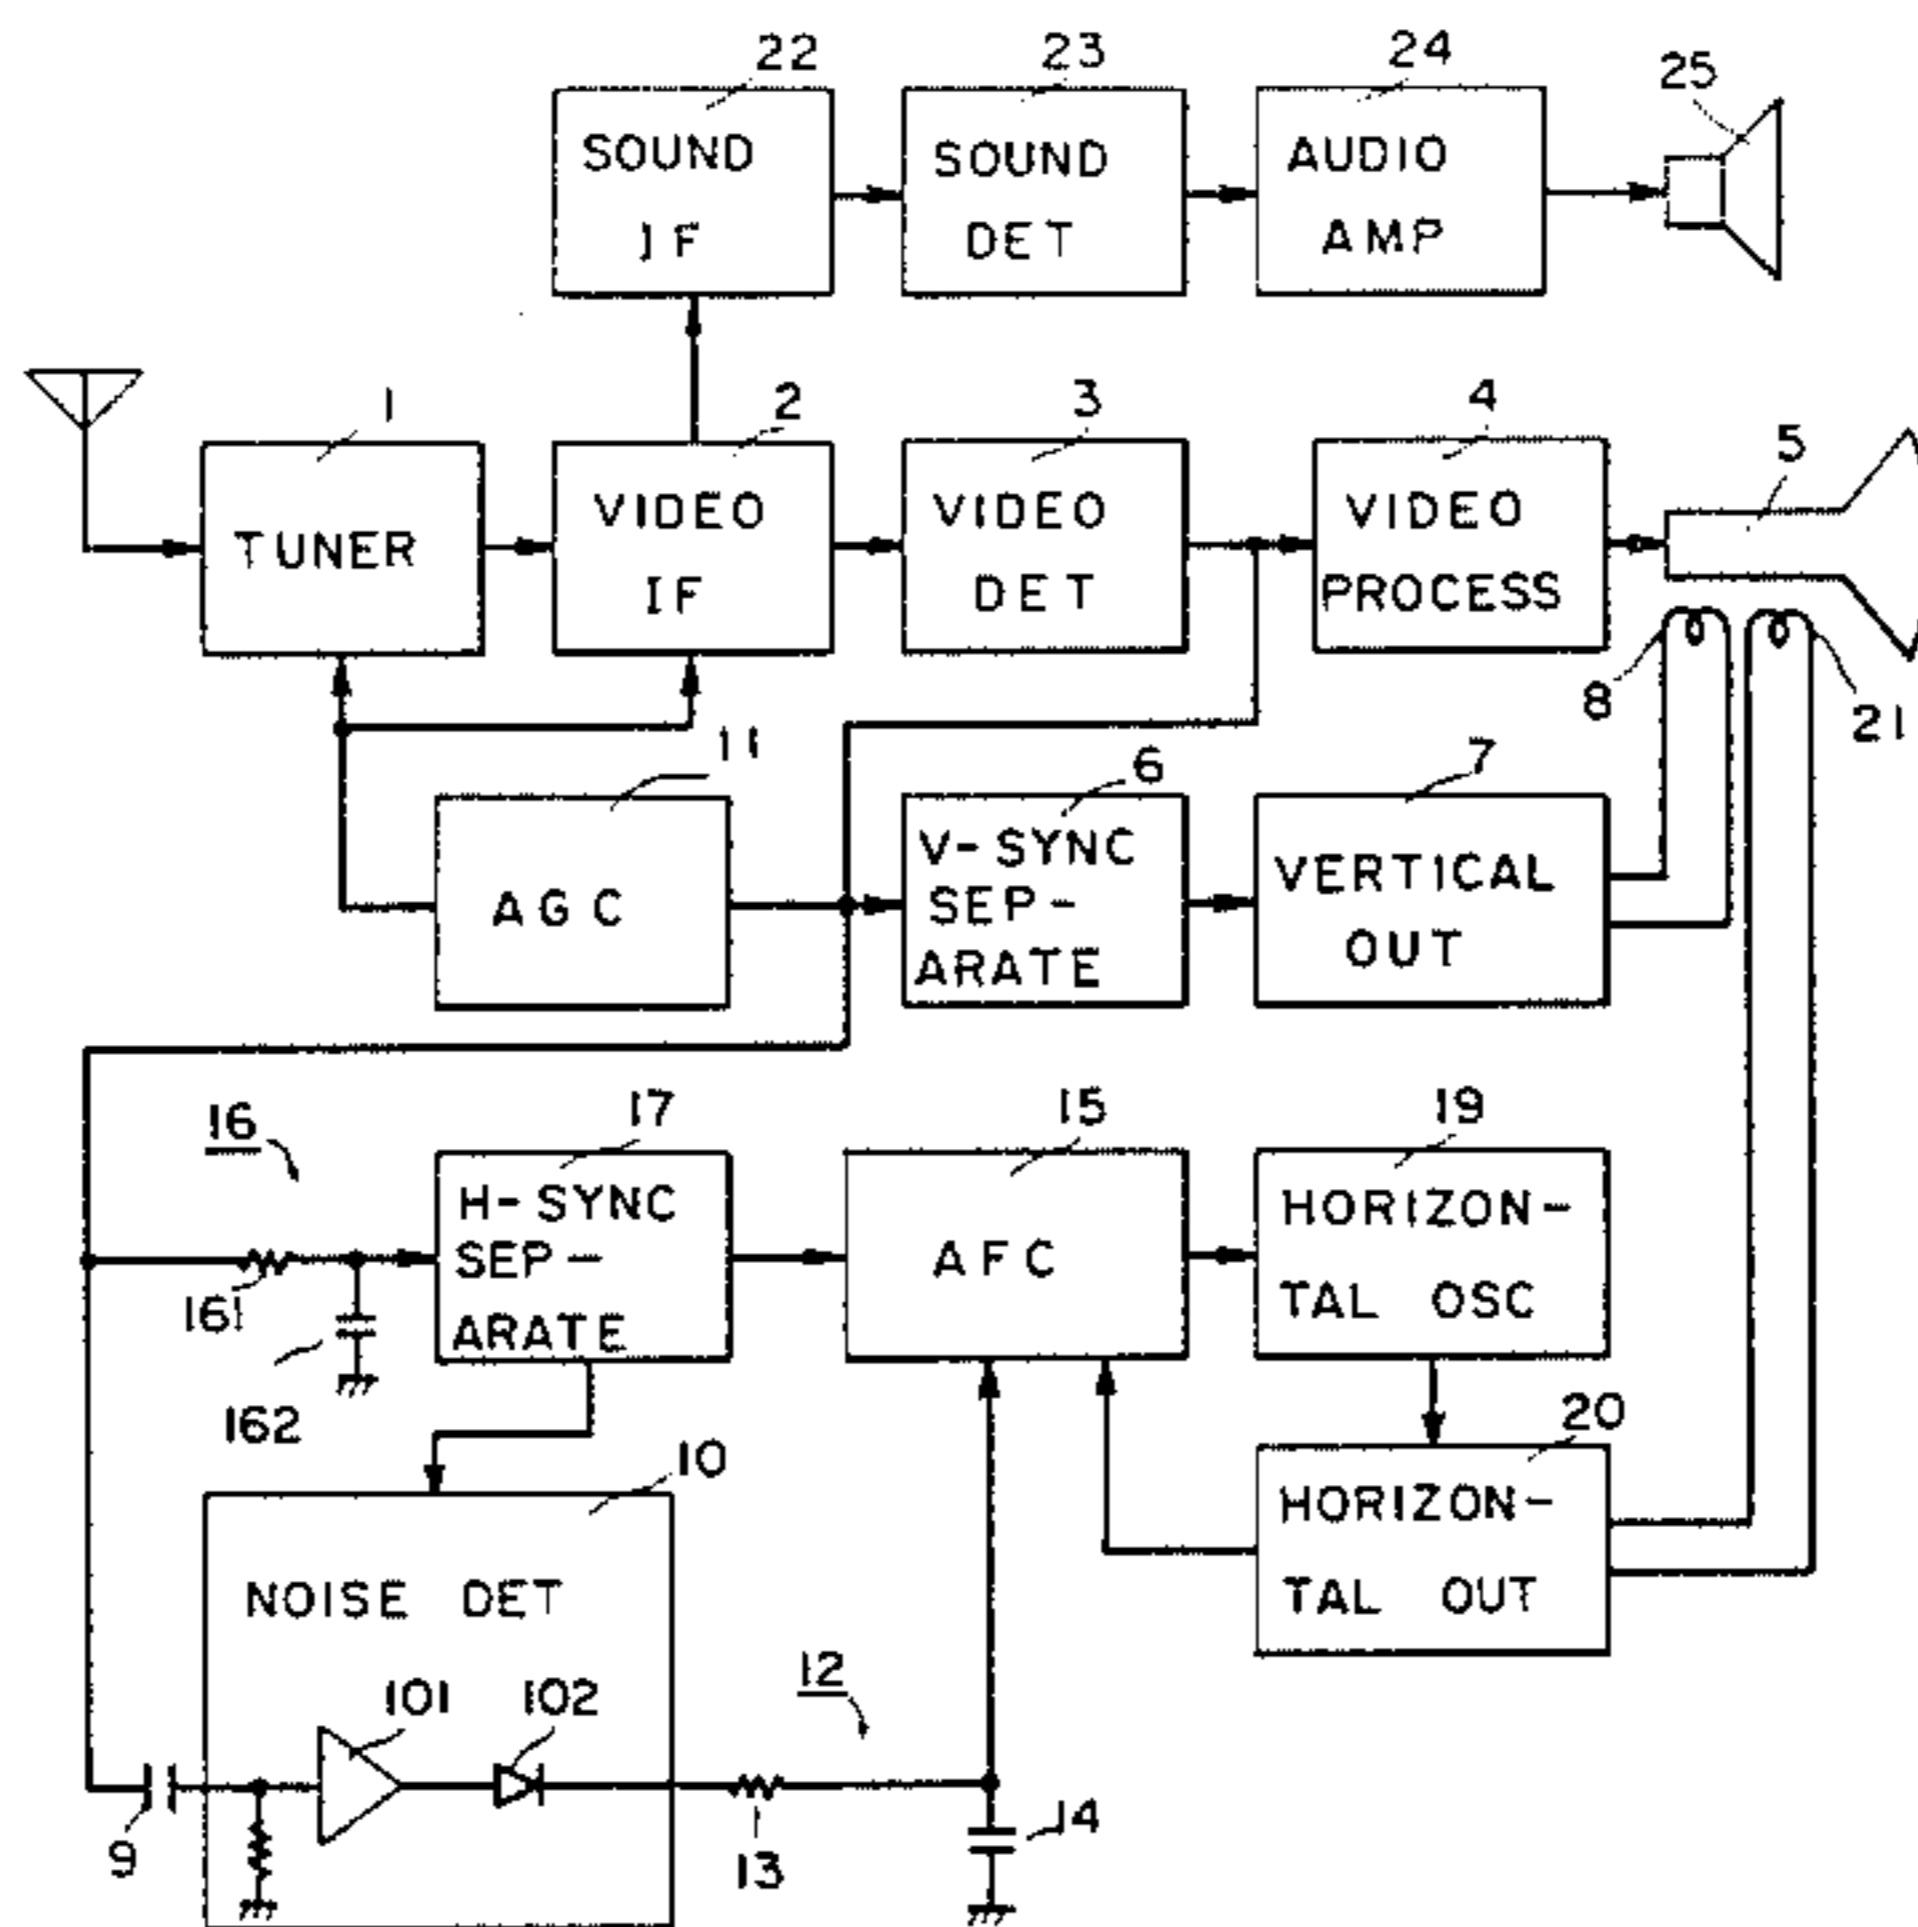 22
23
24
25
SOUND
IF
SOUND
DET
AUDIO
AMP
1
2
3
4
5
TUNER
VIDEO
IF
VIDEO
DET
VIDEO
PROCESS
8
21
11
6
7
AGC
V-SYNC
SEP-
ARATE
VERTICAL
OUT
16
17
15
19
161
162
H-SYNC
SEP-
ARATE
AFC
HORIZON-
TAL OSC
10
20
NOISE DET
HORIZON-
TAL OUT
101
102
12
9
13
14